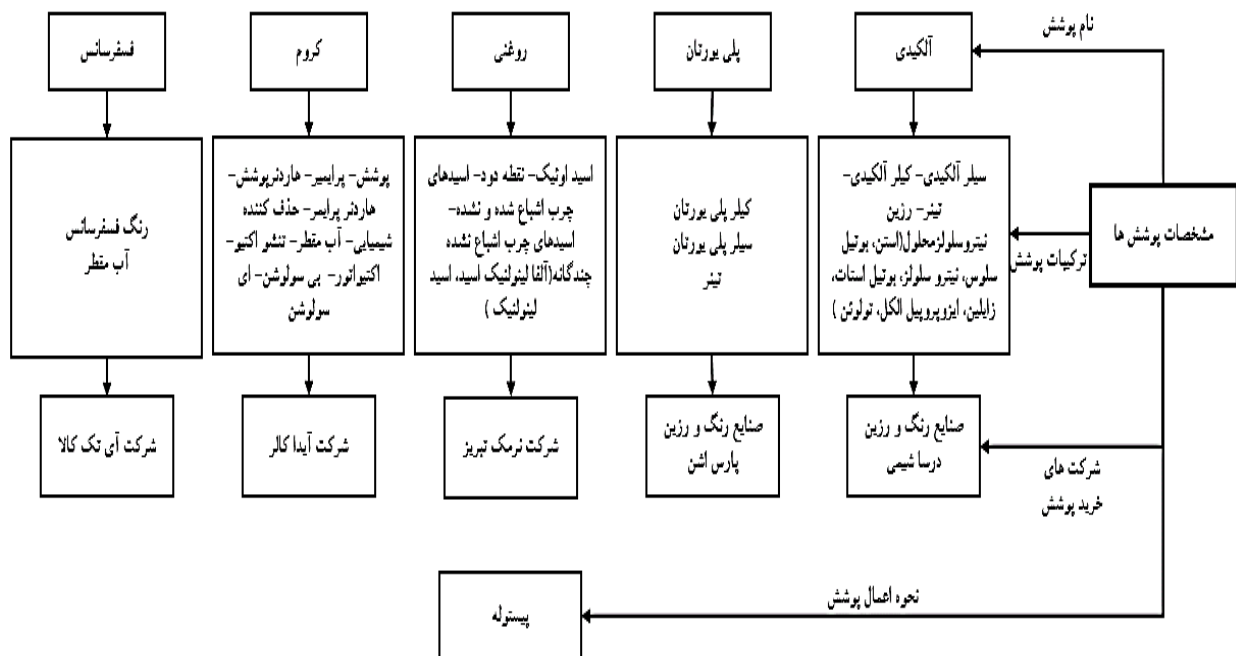 نام پوشش
آلکیدی
پلی یورتان
روغنی
کروم
فسفرسانس
مشخصات پوشش ها
ترکیبات پوشش
سیلر آلکیدی- کیلر آلکیدی-
تینر- رزین
نیتروسلولزمحلول(استن، بوتیل
سلوس، نیترو سلولز، بوتیل استات،
زایلین، ایزوپروپیل الکل، تولوئن )
کیلر پلی یورتان
سیلر پلی یورتان
تینر
اسید اوئیک- نقطه دود- اسیدهای
چرب اشباع شده و نشده-
اسیدهای چرب اشباع نشده
چندگانه(آلفا لینولنیک اسید، اسید
لینولئیک )
پوشش- پرایمیر- هاردنرپوشش-
هاردنر پرایمر- حذف کننده
شیمیایی- آب مقطر- تنشو اکتیو-
اکتیواتور- بی سولوشن- ای
سولوشن
رنگ فسفرسانس
آب مقطر
شرکت های
خرید پوشش
صنایع رنگ و رزین
درسا شیمی
صنایع رنگ و رزین
پارس اشن
شرکت نرمک تبریز
شرکت آیدا کالر
شرکت آی تک کالا
نحوه اعمال پوشش
پیستوله